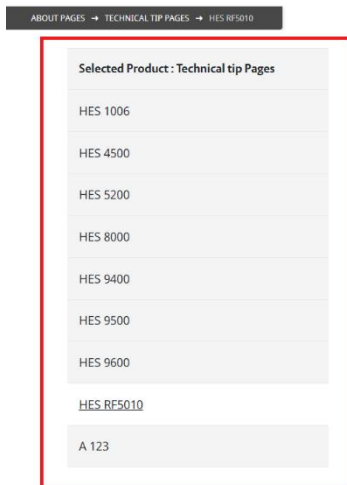 ABOUT PAGES → TECHNICAL TIP PAGES → HES RF5010
Selected Product : Technical tip Pages
HES 1006
HES 4500
HES 5200
HES 8000
HES 9400
HES 9500
HES 9600
HES RF5010
A 123